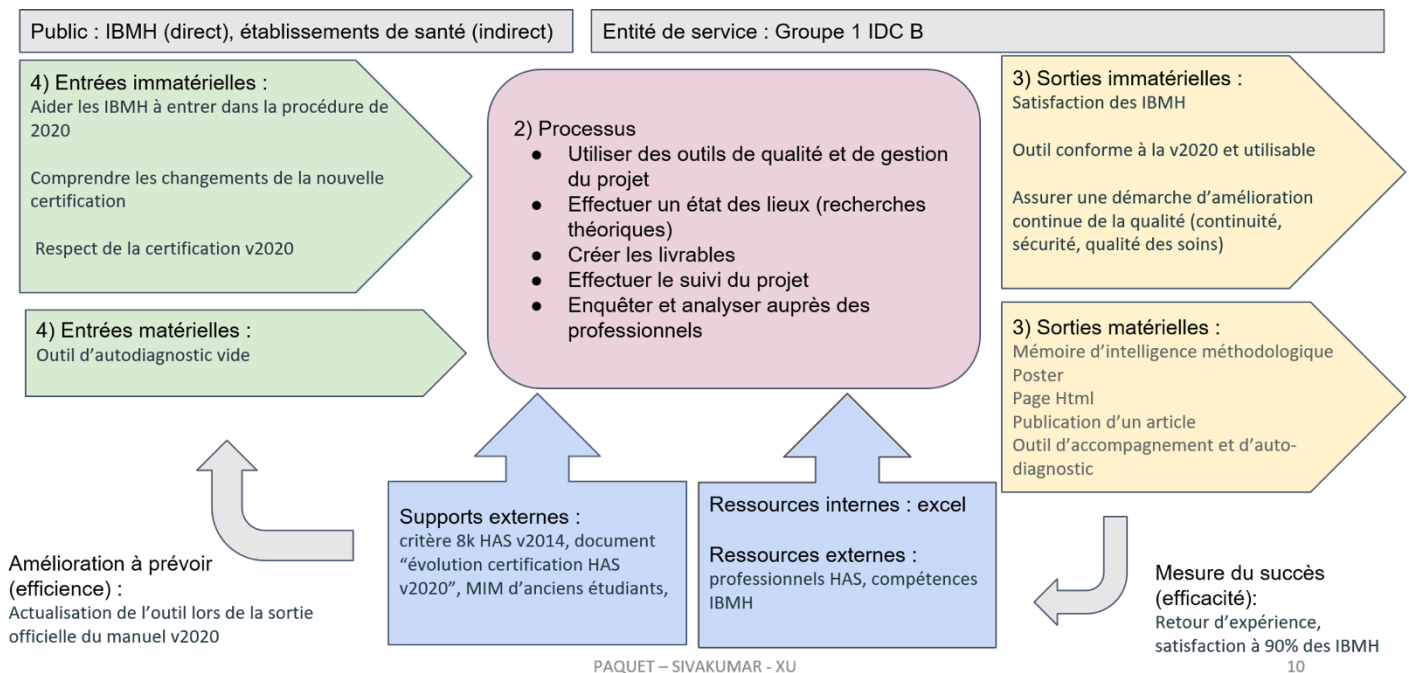 Public : IBMH (direct), établissements de santé (indirect)
Entité de service : Groupe 1 IDC B
4) Entrées immatérielles :
Aider les IBMH à entrer dans la procédure de
2020
Comprendre les changements de la nouvelle
certification
Respect de la certification v2020
4) Entrées matérielles :
Outil d'autodiagnostic vide
2) Processus
● Utiliser des outils de qualité et de gestion
du projet
● Effectuer un état des lieux (recherches
théoriques)
● Créer les livrables
● Effectuer le suivi du projet
● Enquêter et analyser auprès des
professionnels
3) Sorties immatérielles :
Satisfaction des IBMH
Outil conforme à la v2020 et utilisable
Assurer une démarche d'amélioration
continue de la qualité (continuité,
sécurité, qualité des soins)
3) Sorties matérielles :
Mémoire d'intelligence méthodologique
Poster
Page Html
Publication d'un article
Outil d'accompagnement et d'auto-
diagnostic
Amélioration à prévoir
(efficience) :
Actualisation de l'outil lors de la sortie
officielle du manuel v2020
Supports externes :
critère 8k HAS v2014, document
"évolution certification HAS
v2020", MIM d'anciens étudiants,
Ressources internes : excel
Ressources externes :
professionnels HAS, compétences
IBMH
Mesure du succès
(efficacité):
Retour d'expérience,
satisfaction à 90% des IBMH
PAQUET – SIVAKUMAR - XU
10